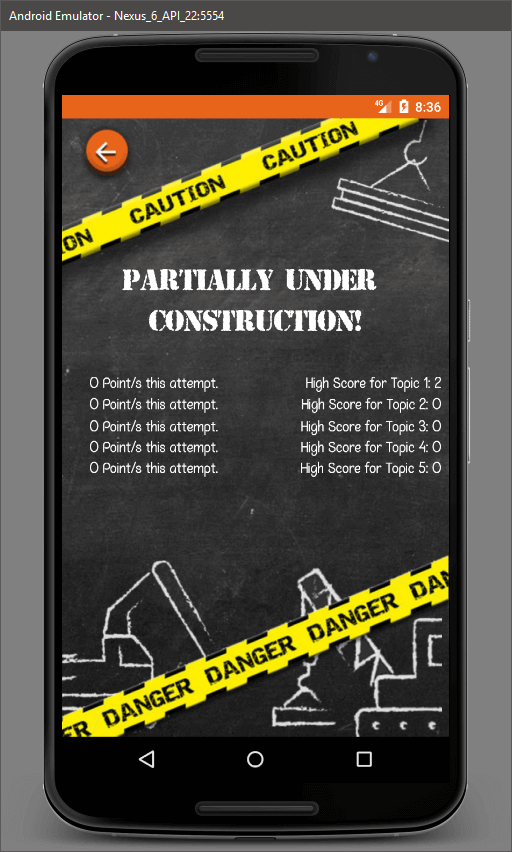 Android Emulator - Nexus_6_API_22:5554
4G 8:36
CAUTION
CAUTION
ION
PARTIALLY UNDER
CONSTRUCTION!
0 Point/s this attempt. High Score for Topic 1: 2
0 Point/s this attempt. High Score for Topic 2: 0
0 Point/s this attempt. High Score for Topic 3: 0
0 Point/s this attempt. High Score for Topic 4: 0
0 Point/s this attempt. High Score for Topic 5: 0
DAN
DANGER
DANGER
DANGER
ER